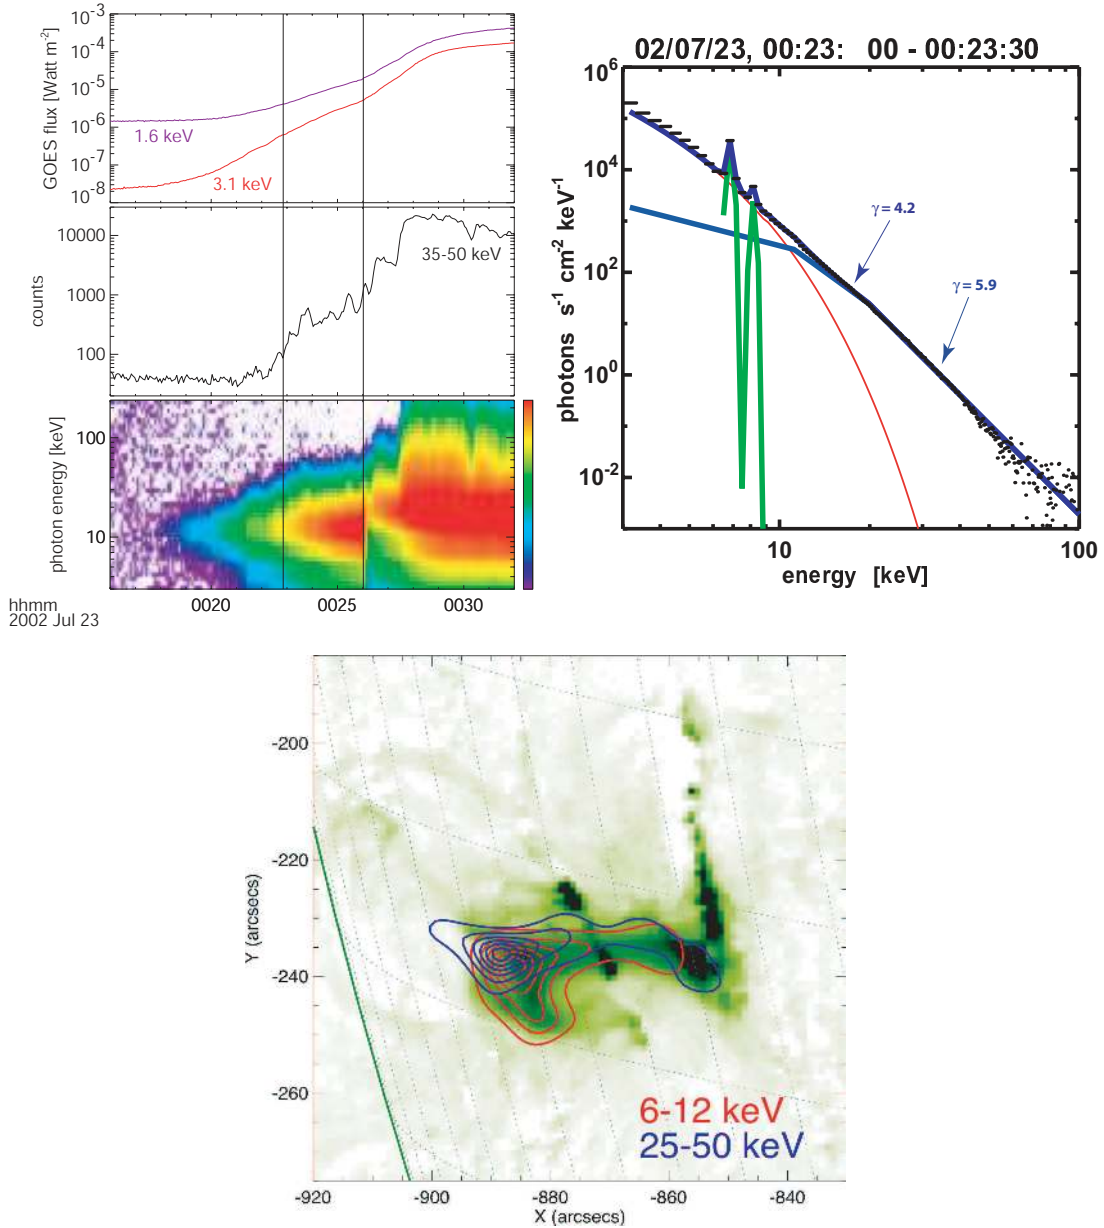 GOES flux [Watt m⁻²]
10⁻³
10⁻⁴
10⁻⁵
10⁻⁶
10⁻⁷
10⁻⁸
1.6 keV
3.1 keV
counts
10000
1000
100
35-50 keV
photon energy [keV]
100
10
hhmm
2002 Jul 23
0020
0025
0030
02/07/23, 00:23: 00 - 00:23:30
photons s⁻¹ cm⁻² keV⁻¹
10⁶
10⁴
10²
10⁰
10⁻²
γ=4.2
γ=5.9
10
100
energy [keV]
Y (arcsecs)
-200
-220
-240
-260
6-12 keV
25-50 keV
-920
-900
-880
-860
-840
X (arcsecs)